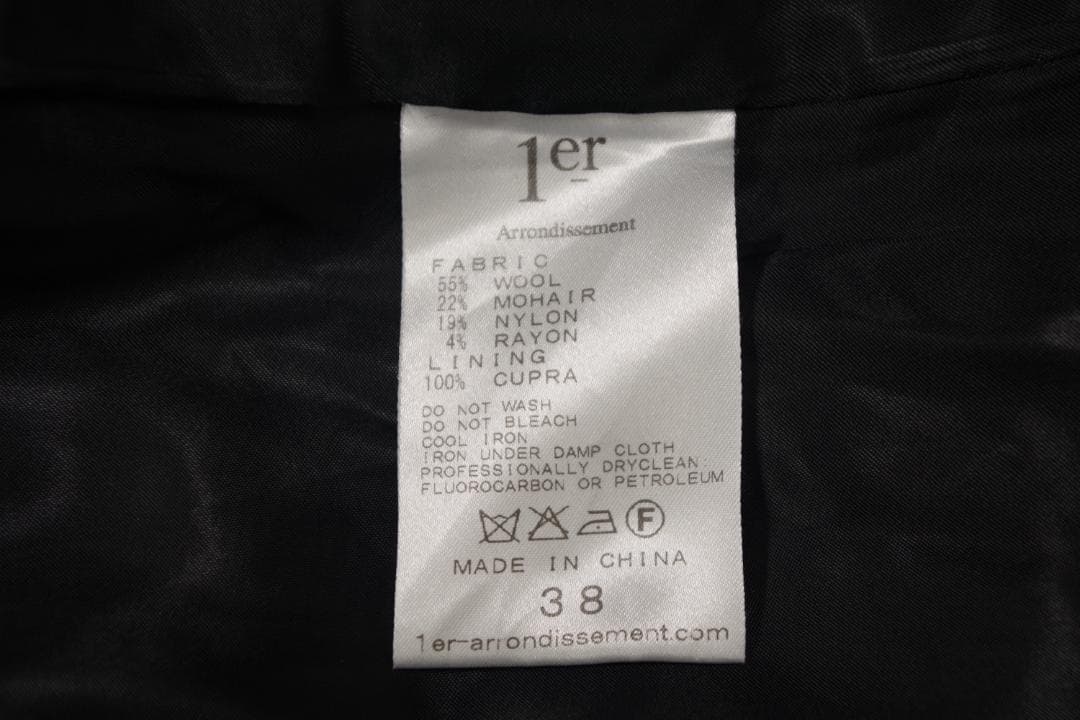 1er
Arrondissement
FABRIC
55% WOOL
22% MOHAIR
19% NYLON
4% RAYON
LINING
100% CUPRA
DO NOT WASH
DO NOT BLEACH
COOL IRON
IRON UNDER DAMP CLOTH
PROFESSIONALLY DRYCLEAN:
FLUOROCARBON OR PETROLEUM
F
MADE IN CHINA
38
1er-arrondissement.com